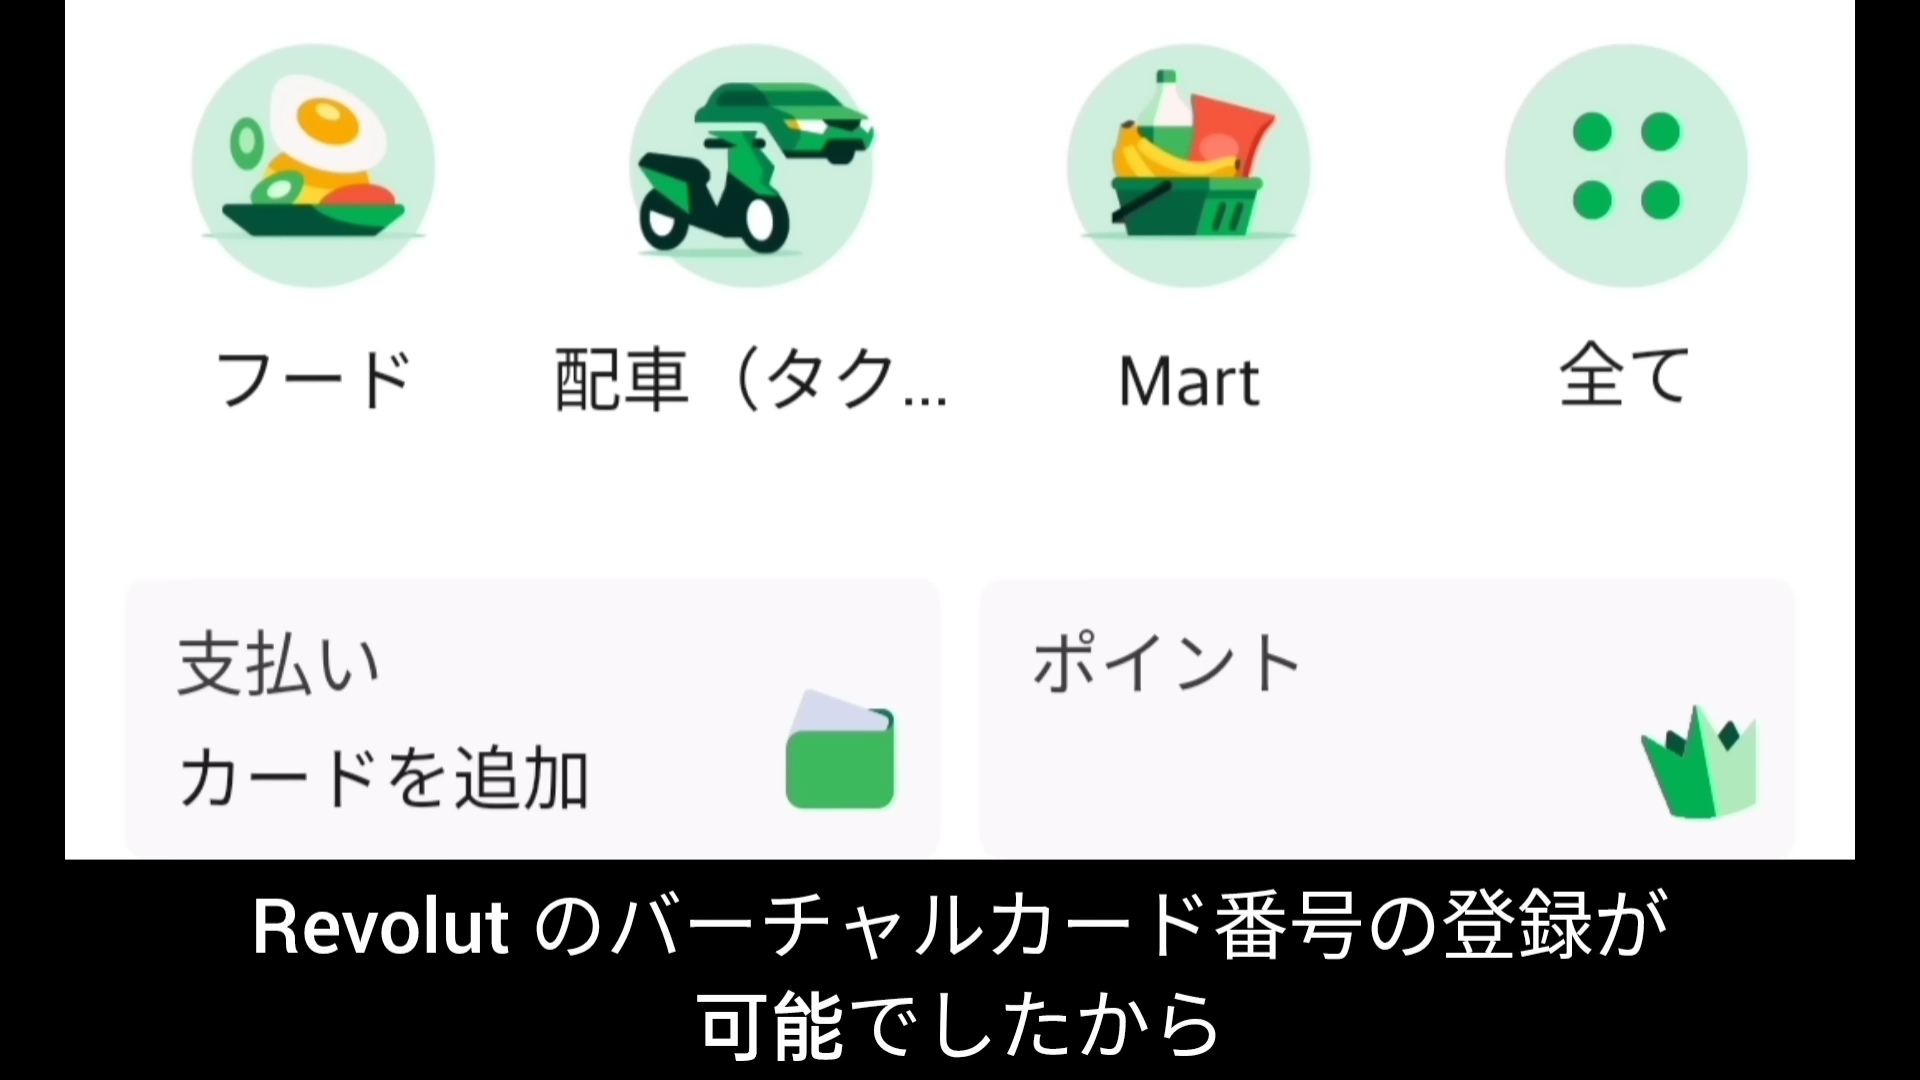 フード
配車（タク...
Mart
全て
支払い
カードを追加
ポイント
Revolut のバーチャルカード番号の登録が
可能でしたから